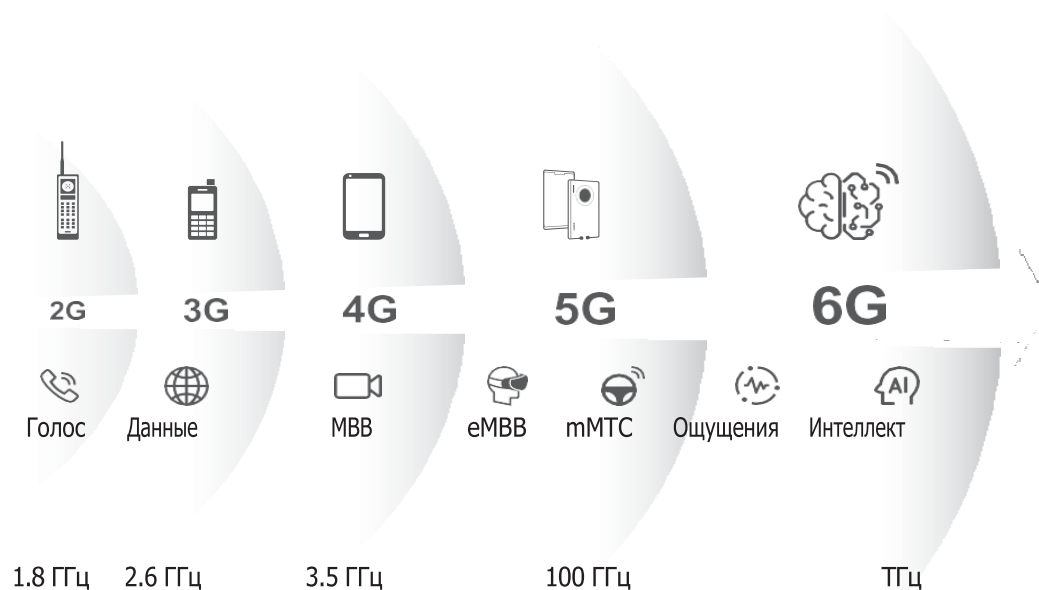 2G 3G 4G 5G 6G
AI
Голос Данные MBB eMBB mMTC Ощущения Интеллект
1.8 ГГц 2.6 ГГц 3.5 ГГц 100 ГГц ТГц